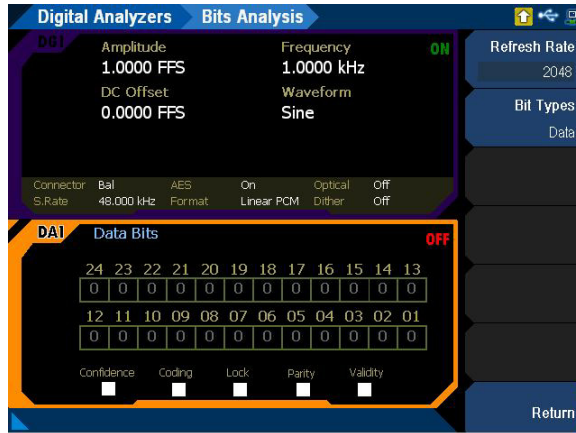 Digital Analyzers Bits Analysis
DG1 Amplitude Frequency ON
1.0000 FFS 1.0000 kHz
DC Offset Waveform
0.0000 FFS Sine
Connector Bal AES On Optical Off
S.Rate 48.000 kHz Format Linear PCM Dither Off
DA1 Data Bits OFF
24 23 22 21 20 19 18 17 16 15 14 13
0 0 0 0 0 0 0 0 0 0 0 0
12 11 10 09 08 07 06 05 04 03 02 01
0 0 0 0 0 0 0 0 0 0 0 0
Confidence Coding Lock Parity Validity
Refresh Rate
2048
Bit Types
Data
Return